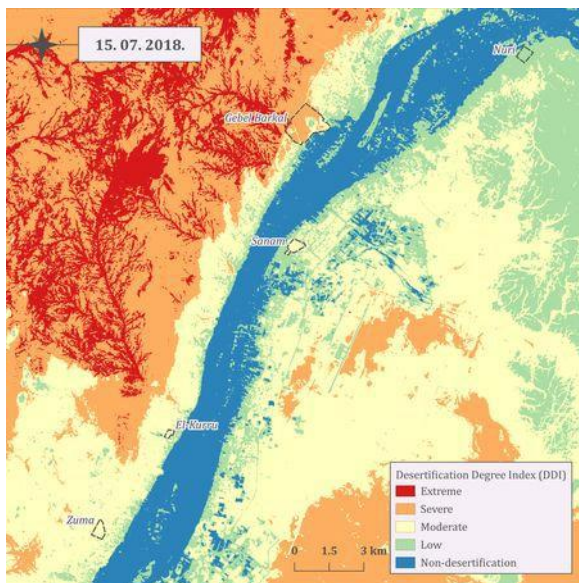 15. 07. 2018.
Nuri
Gebel Barkal
Sanam
El-Kurru
Zuma
Desertification Degree Index (DDI)
Extreme
Severe
Moderate
Low
Non-desertification
0 1.5 3 km